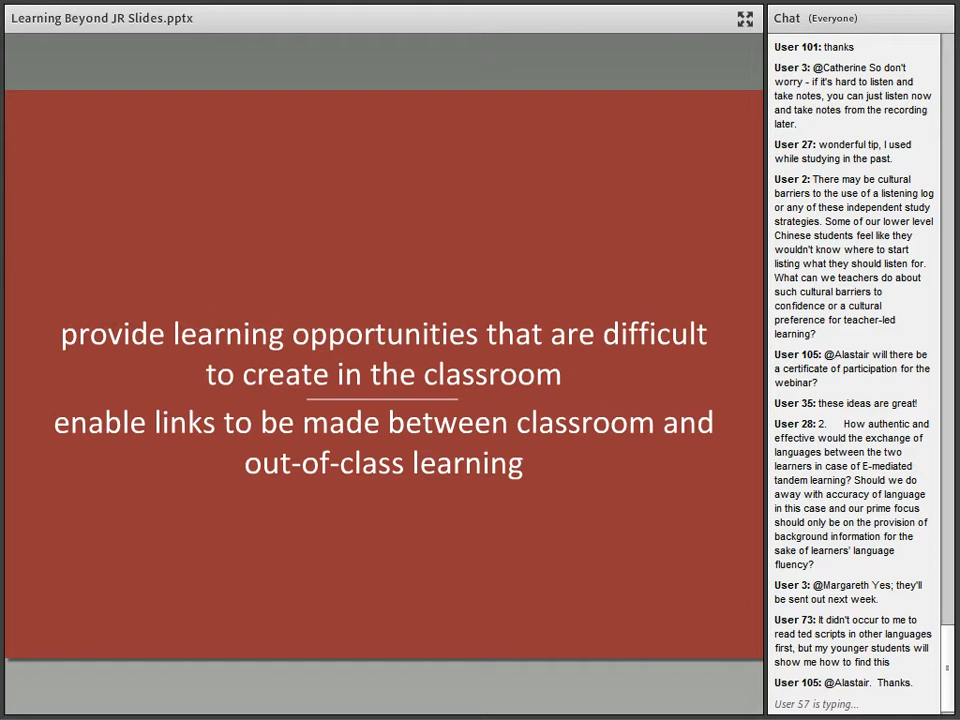 Learning Beyond JR Slides.pptx
provide learning opportunities that are difficult
to create in the classroom
enable links to be made between classroom and
out-of-class learning
Chat (Everyone)
User 101: thanks
User 3: @Catherine So don't
worry - if it's hard to listen and
take notes, you can just listen now
and take notes from the recording
later.
User 27: wonderful tip, I used
while studying in the past.
User 2: There may be cultural
barriers to the use of a listening log
or any of these independent study
strategies. Some of our lower level
Chinese students feel like they
wouldn't know where to start
listing what they should listen for.
What can we teachers do about
such cultural barriers to
confidence or a cultural
preference for teacher-led
learning?
User 105: @Alastair will there be
a certificate of participation for the
webinar?
User 35: these ideas are great!
User 28: 2. How authentic and
effective would the exchange of
languages between the two
learners in case of E-mediated
tandem learning? Should we do
away with accuracy of language
in this case and our prime focus
should only be on the provision of
background information for the
sake of learners' language
fluency?
User 3: @Margareth Yes; they'll
be sent out next week.
User 73: It didn't occur to me to
read ted scripts in other languages
first, but my younger students will
show me how to find this
User 105: @Alastair. Thanks.
User 57 is typing...